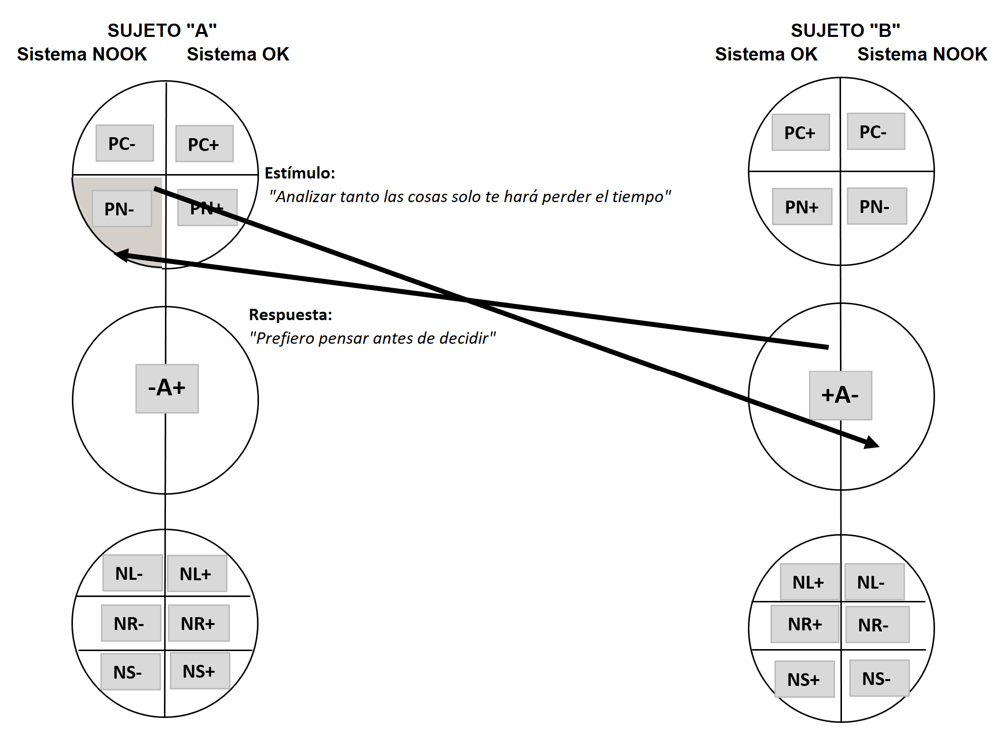 SUJETO "A"
Sistema NOOK
Sistema OK
SUJETO "B"
Sistema OK
Sistema NOOK
PC-
PC+
PN-
PN+
Estímulo:
"Analizar tanto las cosas solo te hará perder el tiempo"
PC+
PC-
PN+
PN-
Respuesta:
"Prefiero pensar antes de decidir"
-A+
+A-
NL-
NL+
NR-
NR+
NS-
NS+
NL+
NL-
NR+
NR-
NS+
NS-